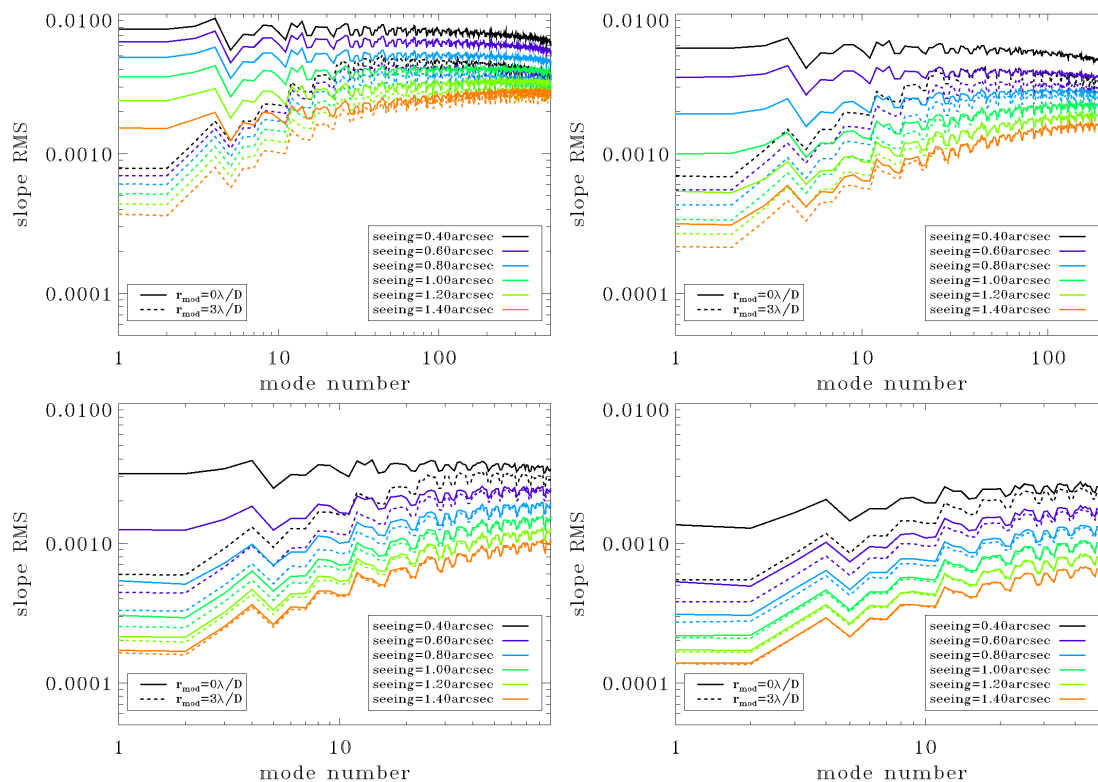 0.0100
0.0010
0.0001
slope RMS
seeing=0.40arcsec
seeing=0.60arcsec
seeing=0.80arcsec
seeing=1.00arcsec
seeing=1.20arcsec
seeing=1.40arcsec
r_mod=0λ/D
r_mod=3λ/D
1 10 100
mode number
0.0100
0.0010
0.0001
slope RMS
seeing=0.40arcsec
seeing=0.60arcsec
seeing=0.80arcsec
seeing=1.00arcsec
seeing=1.20arcsec
seeing=1.40arcsec
r_mod=0λ/D
r_mod=3λ/D
1 10 100
mode number
0.0100
0.0010
0.0001
slope RMS
seeing=0.40arcsec
seeing=0.60arcsec
seeing=0.80arcsec
seeing=1.00arcsec
seeing=1.20arcsec
seeing=1.40arcsec
r_mod=0λ/D
r_mod=3λ/D
1 10
mode number
0.0100
0.0010
0.0001
slope RMS
seeing=0.40arcsec
seeing=0.60arcsec
seeing=0.80arcsec
seeing=1.00arcsec
seeing=1.20arcsec
seeing=1.40arcsec
r_mod=0λ/D
r_mod=3λ/D
1 10
mode number